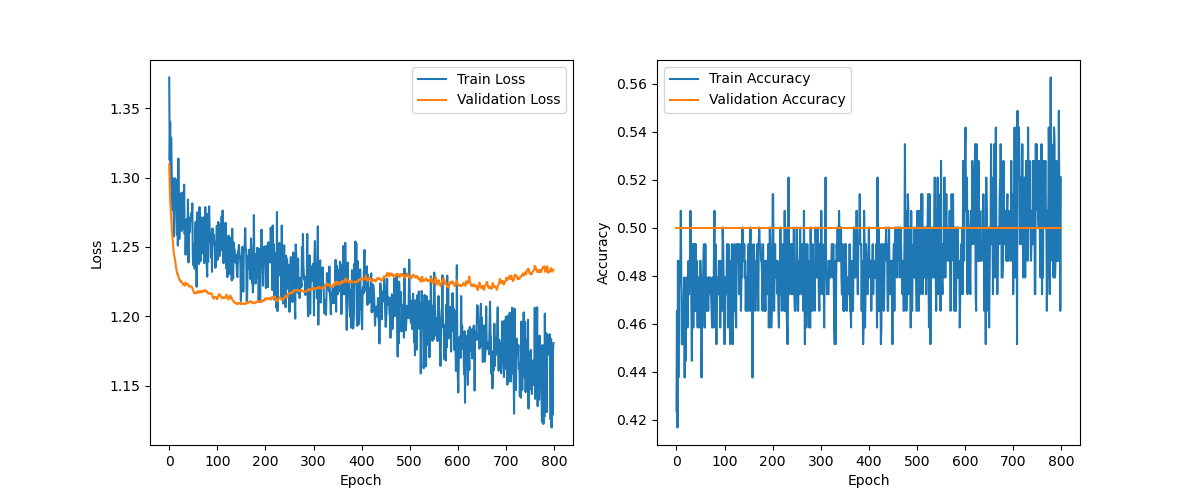 Train Loss
Validation Loss
1.35
1.30
1.25
1.20
1.15
Loss
0 100 200 300 400 500 600 700 800
Epoch
Train Accuracy
Validation Accuracy
0.56
0.54
0.52
0.50
0.48
0.46
0.44
0.42
Accuracy
0 100 200 300 400 500 600 700 800
Epoch